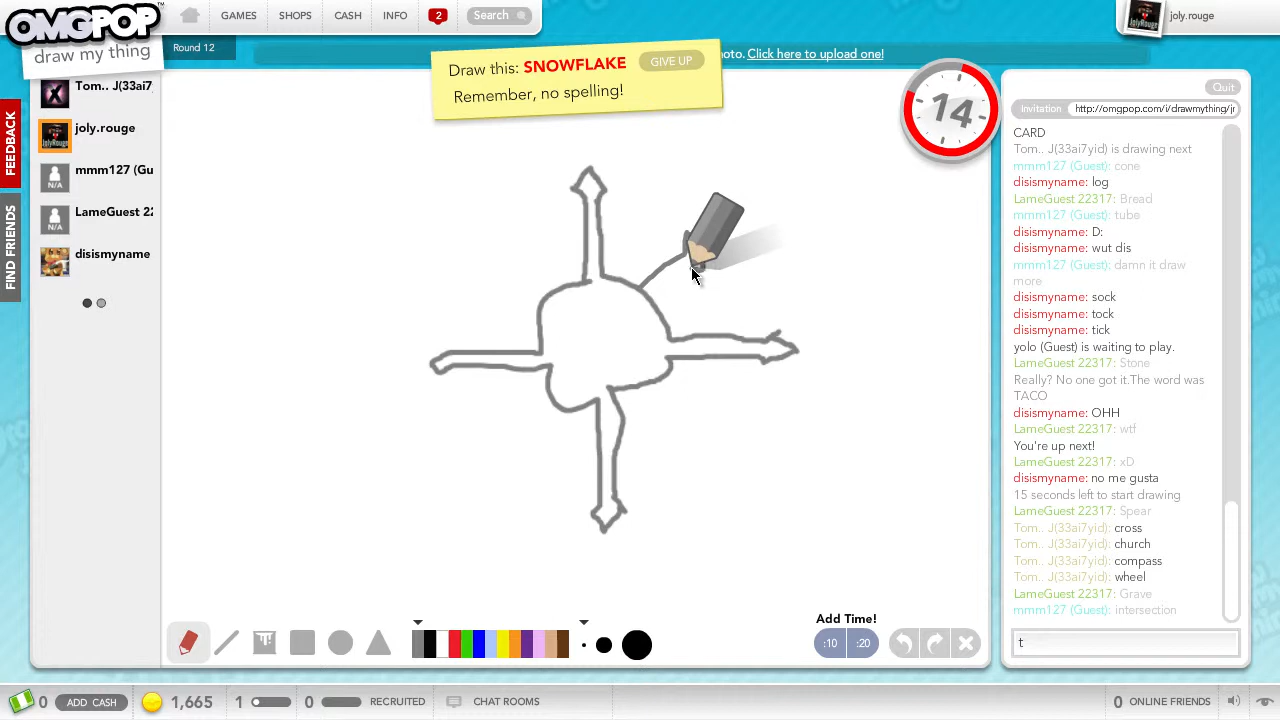 OMGPOP™
GAMES
SHOPS
CASH
INFO
2
Search
joly.rouge
draw my thing
Round 12
oto. Click here to upload one!
Draw this: SNOWFLAKE
GIVE UP
Remember, no spelling!
14
FEEDBACK
FIND FRIENDS
Tom.. J(33ai7
joly.rouge
N/A
mmm127 (Gu
N/A
LameGuest 22
disismyname
Quit
Invitation
http://omgpop.com/i/drawmything/jr
CARD
Tom.. J(33ai7yid) is drawing next
mmm127 (Guest): cone
disismyname: log
LameGuest 22317: Bread
mmm127 (Guest): tube
disismyname: D:
disismyname: wut dis
mmm127 (Guest): damn it draw
more
disismyname: sock
disismyname: tock
disismyname: tick
yolo (Guest) is waiting to play.
LameGuest 22317: Stone
Really? No one got it.The word was
TACO
disismyname: OHH
LameGuest 22317: wtf
You're up next!
LameGuest 22317: xD
disismyname: no me gusta
15 seconds left to start drawing
LameGuest 22317: Spear
Tom.. J(33ai7yid): cross
Tom.. J(33ai7yid): church
Tom.. J(33ai7yid): compass
Tom.. J(33ai7yid): wheel
LameGuest 22317: Grave
mmm127 (Guest): intersection
t
Add Time!
:10
:20
0
ADD CASH
1,665
1
0
RECRUITED
CHAT ROOMS
0 ONLINE FRIENDS